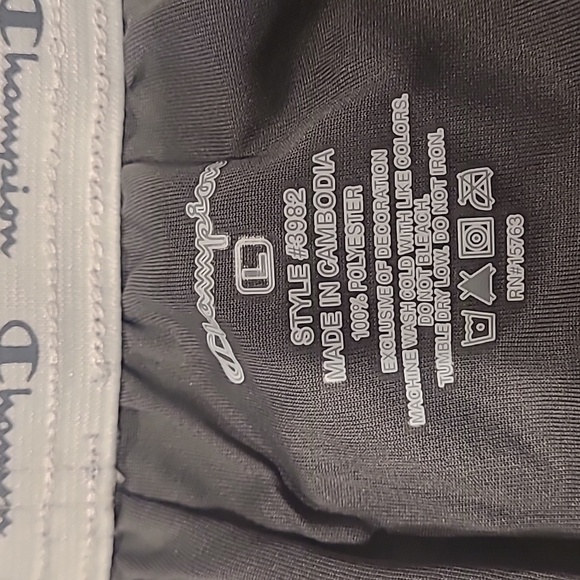 Champion
Champion
Champion
L
STYLE #3982
MADE IN CAMBODIA
100% POLYESTER
EXCLUSIVE OF DECORATION
MACHINE WASH COLD WITH LIKE COLORS.
DO NOT BLEACH.
TUMBLE DRY LOW. DO NOT IRON.
RN#15763